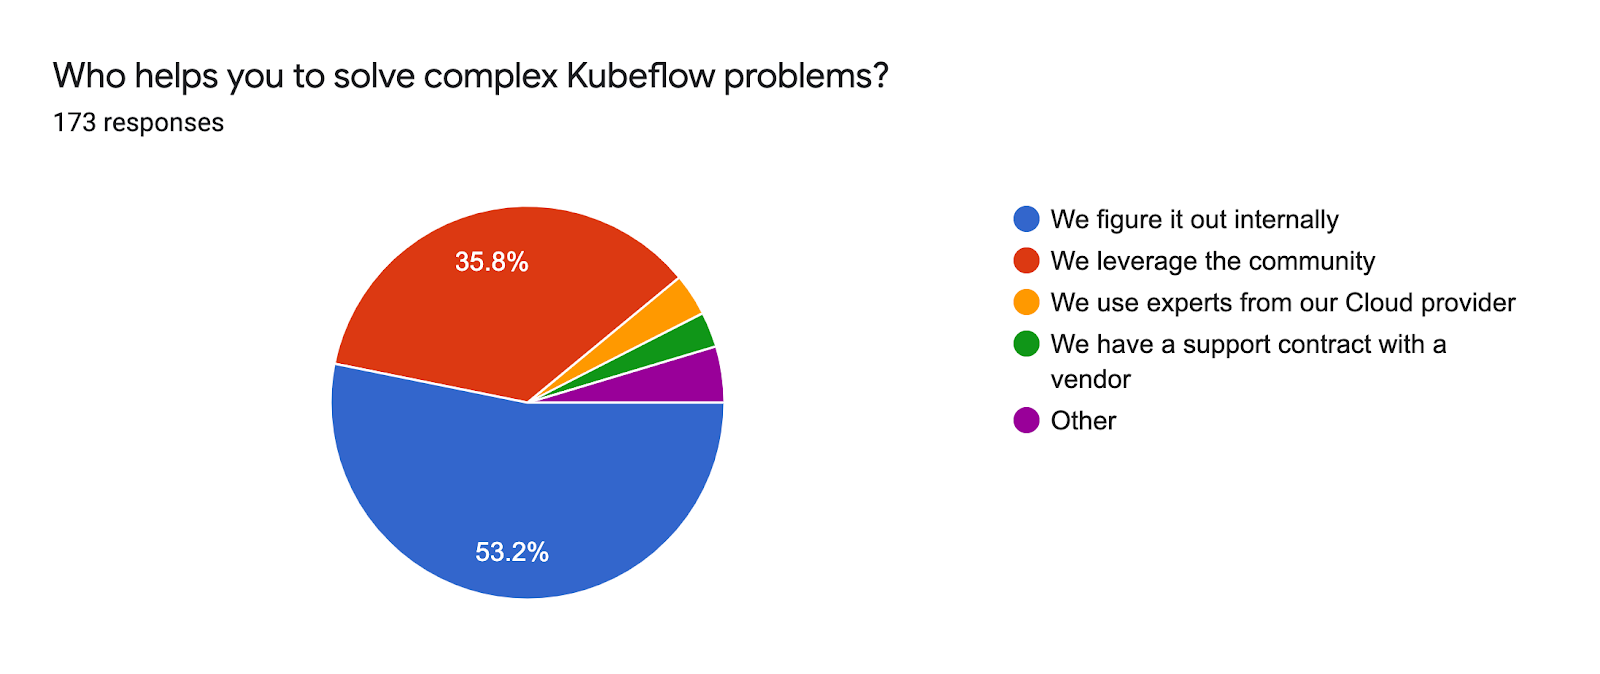 Who helps you to solve complex Kubeflow problems?
173 responses
35.8%
53.2%
We figure it out internally
We leverage the community
We use experts from our Cloud provider
We have a support contract with a
vendor
Other